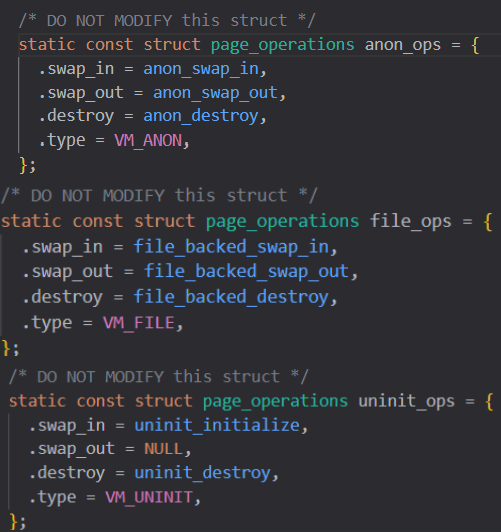 /* DO NOT MODIFY this struct */
static const struct page_operations anon_ops = {
  .swap_in = anon_swap_in,
  .swap_out = anon_swap_out,
  .destroy = anon_destroy,
  .type = VM_ANON,
};
/* DO NOT MODIFY this struct */
static const struct page_operations file_ops = {
  .swap_in = file_backed_swap_in,
  .swap_out = file_backed_swap_out,
  .destroy = file_backed_destroy,
  .type = VM_FILE,
};
/* DO NOT MODIFY this struct */
static const struct page_operations uninit_ops = {
  .swap_in = uninit_initialize,
  .swap_out = NULL,
  .destroy = uninit_destroy,
  .type = VM_UNINIT,
};